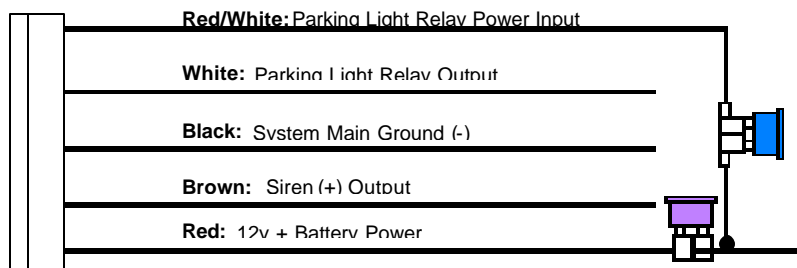 Red/White: Parking Light Relay Power Input
White: Parking Light Relay Output
Black: System Main Ground (-)
Brown: Siren (+) Output
Red: 12v + Battery Power